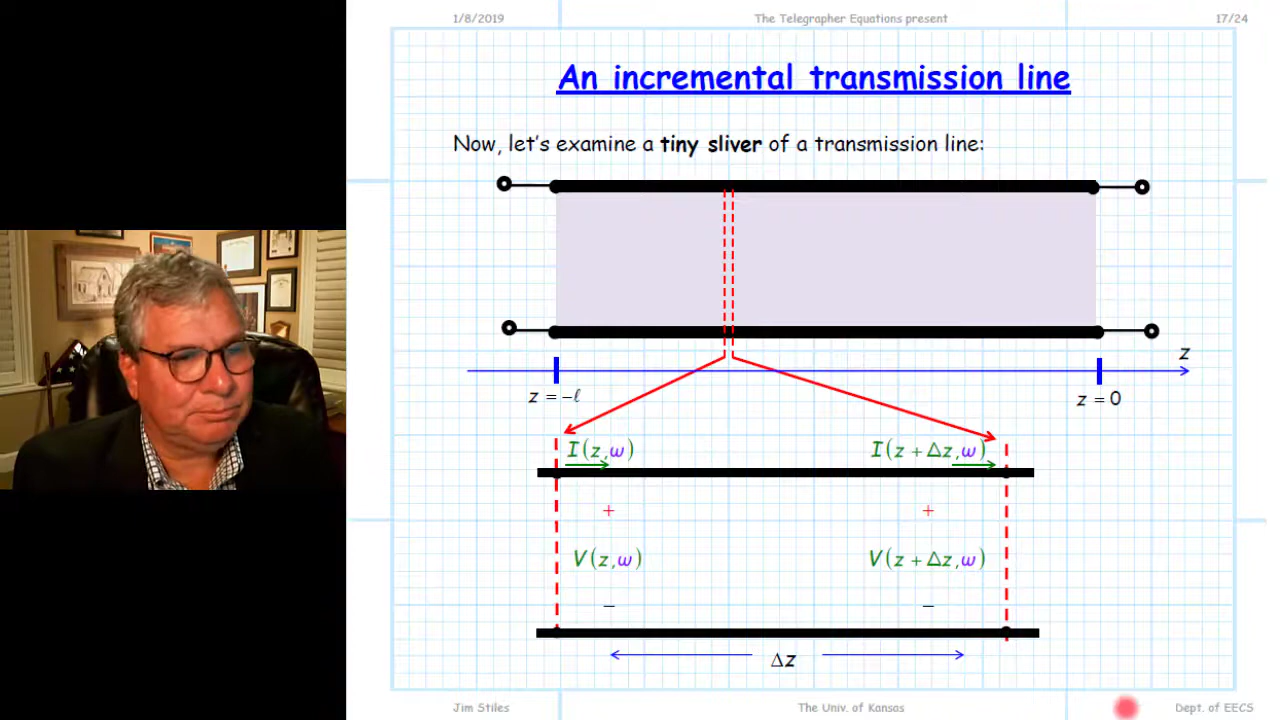 1/8/2019 The Telegrapher Equations present 17/24
An incremental transmission line
Now, let's examine a tiny sliver of a transmission line:
z
z = −ℓ z = 0
I(z,ω) I(z + Δz,ω)
+ +
V(z,ω) V(z + Δz,ω)
− −
Δz
Jim Stiles The Univ. of Kansas Dept. of EECS